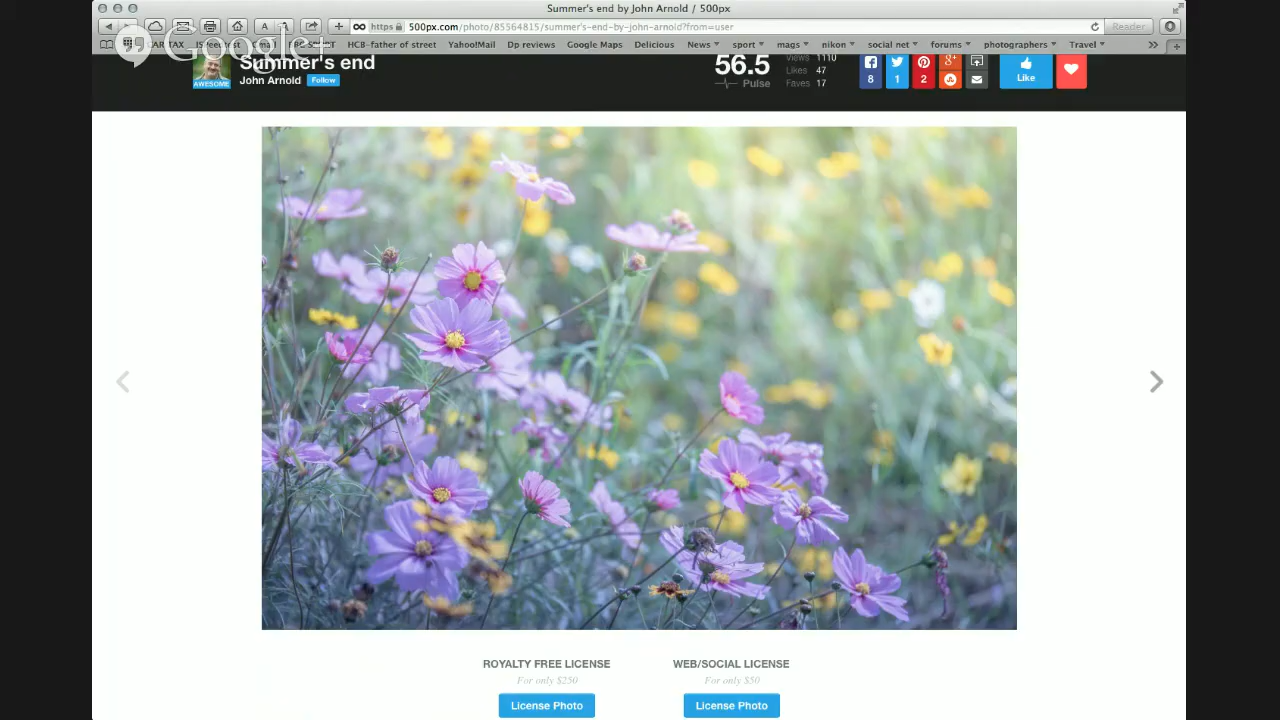 Summer's end by John Arnold / 500px
https 500px.com/photo/85564815/summer's-end-by-john-arnold?from=user
Reader
HCB-father of street Yahoo!Mail Dp reviews Google Maps Delicious News sport mags nikon social net forums photographers Travel
Google+
Summer's end
John Arnold Follow
AWESOME
56.5
Pulse
Views 1110
Likes 47
Faves 17
8 1 2
Like
ROYALTY FREE LICENSE
For only $250
License Photo
WEB/SOCIAL LICENSE
For only $50
License Photo